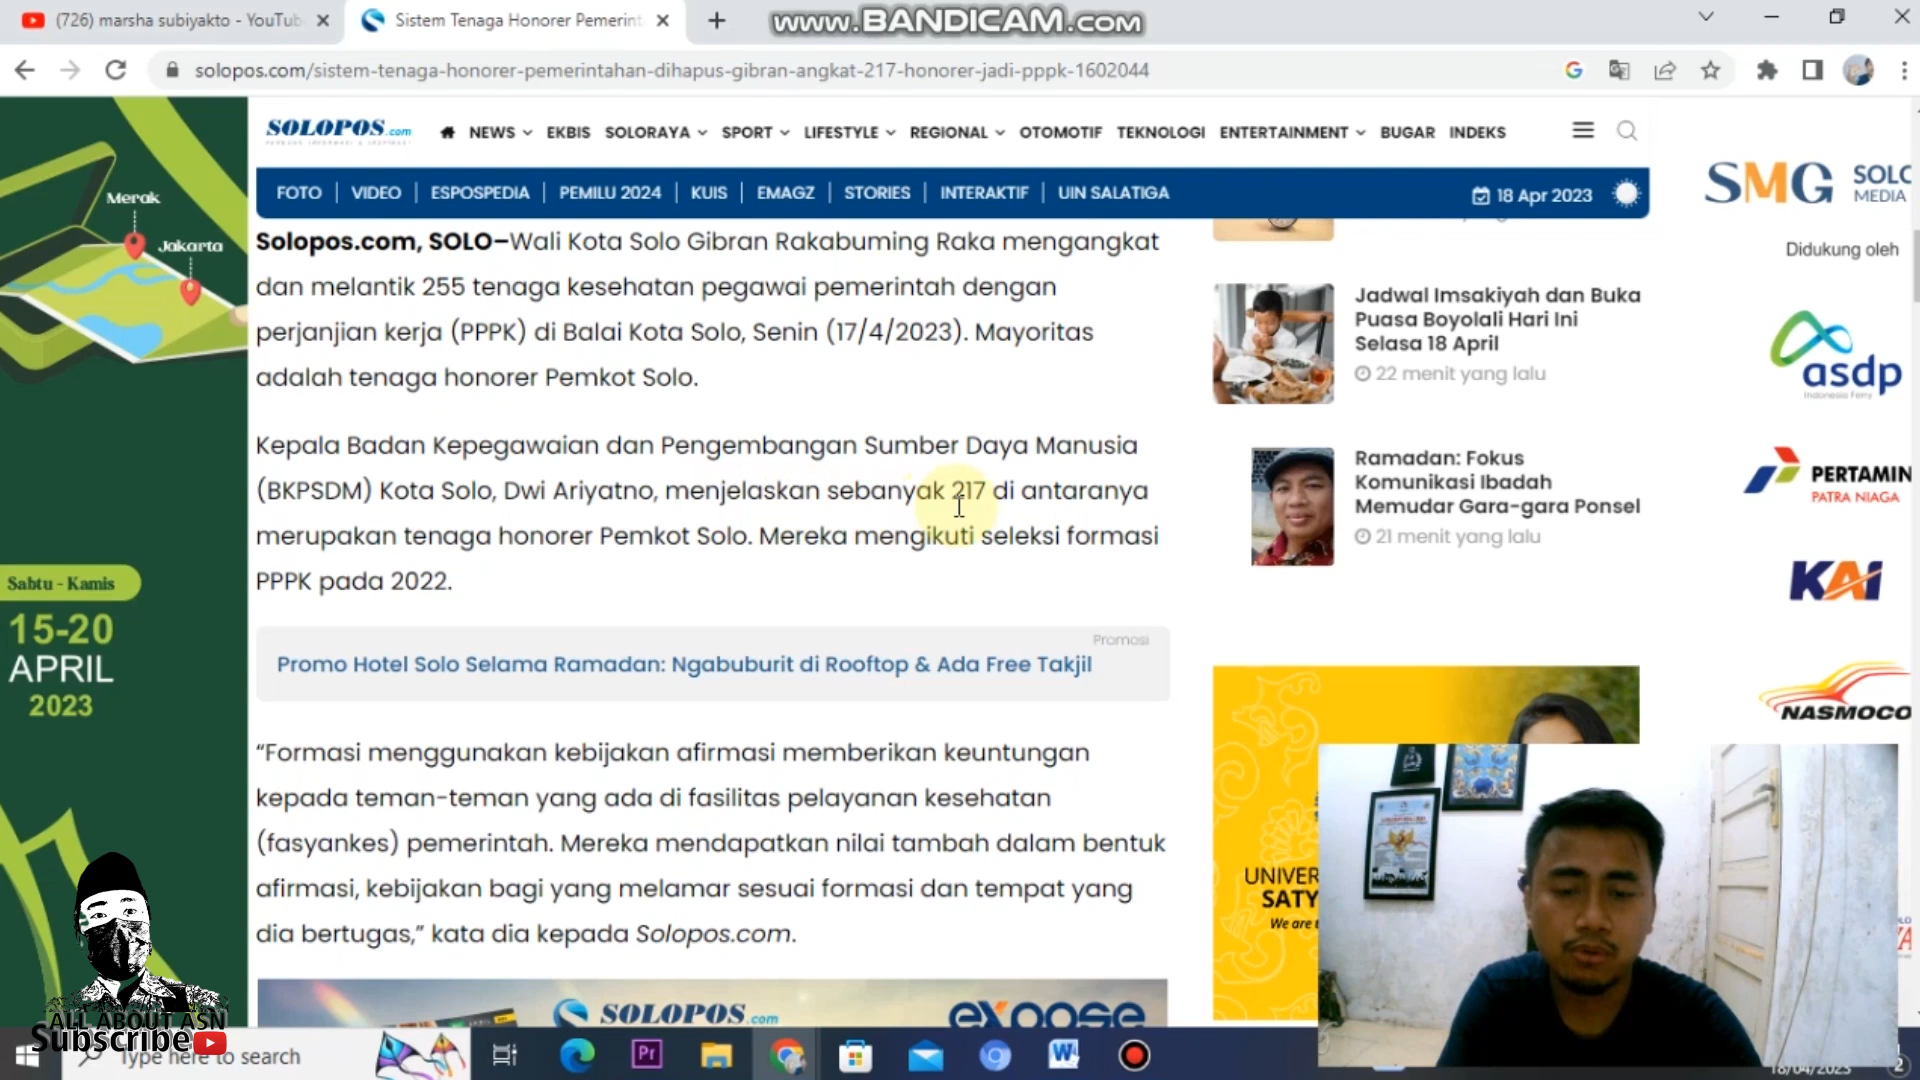 (726) marsha subiyakto - YouTub
Sistem Tenaga Honorer Pemerint
www.BANDICAM.com
solopos.com/sistem-tenaga-honorer-pemerintahan-dihapus-gibran-angkat-217-honorer-jadi-pppk-1602044
SOLOPOS.com
NEWS EKBIS SOLORAYA SPORT LIFESTYLE REGIONAL OTOMOTIF TEKNOLOGI ENTERTAINMENT BUGAR INDEKS
FOTO | VIDEO | ESPOSPEDIA | PEMILU 2024 | KUIS | EMAGZ | STORIES | INTERAKTIF | UIN SALATIGA
18 Apr 2023
Solopos.com, SOLO–Wali Kota Solo Gibran Rakabuming Raka mengangkat
dan melantik 255 tenaga kesehatan pegawai pemerintah dengan
perjanjian kerja (PPPK) di Balai Kota Solo, Senin (17/4/2023). Mayoritas
adalah tenaga honorer Pemkot Solo.
Kepala Badan Kepegawaian dan Pengembangan Sumber Daya Manusia
(BKPSDM) Kota Solo, Dwi Ariyatno, menjelaskan sebanyak 217 di antaranya
merupakan tenaga honorer Pemkot Solo. Mereka mengikuti seleksi formasi
PPPK pada 2022.
Promosi
Promo Hotel Solo Selama Ramadan: Ngabuburit di Rooftop & Ada Free Takjil
“Formasi menggunakan kebijakan afirmasi memberikan keuntungan
kepada teman-teman yang ada di fasilitas pelayanan kesehatan
(fasyankes) pemerintah. Mereka mendapatkan nilai tambah dalam bentuk
afirmasi, kebijakan bagi yang melamar sesuai formasi dan tempat yang
dia bertugas,” kata dia kepada Solopos.com.
SOLOPOS.com
exposse
Jadwal Imsakiyah dan Buka
Puasa Boyolali Hari Ini
Selasa 18 April
22 menit yang lalu
Ramadan: Fokus
Komunikasi Ibadah
Memudar Gara-gara Ponsel
21 menit yang lalu
UNIVER
SATY
We are t
SMG SOLO
MEDIA
Didukung oleh
asdp
Indonesia Ferry
PERTAMIN
PATRA NIAGA
KAI
NASMOCO
Merak
Jakarta
Sabtu - Kamis
15-20
APRIL
2023
ALL ABOUT ASN
Subscribe
Type here to search
Pr
W
18/04/2023
2